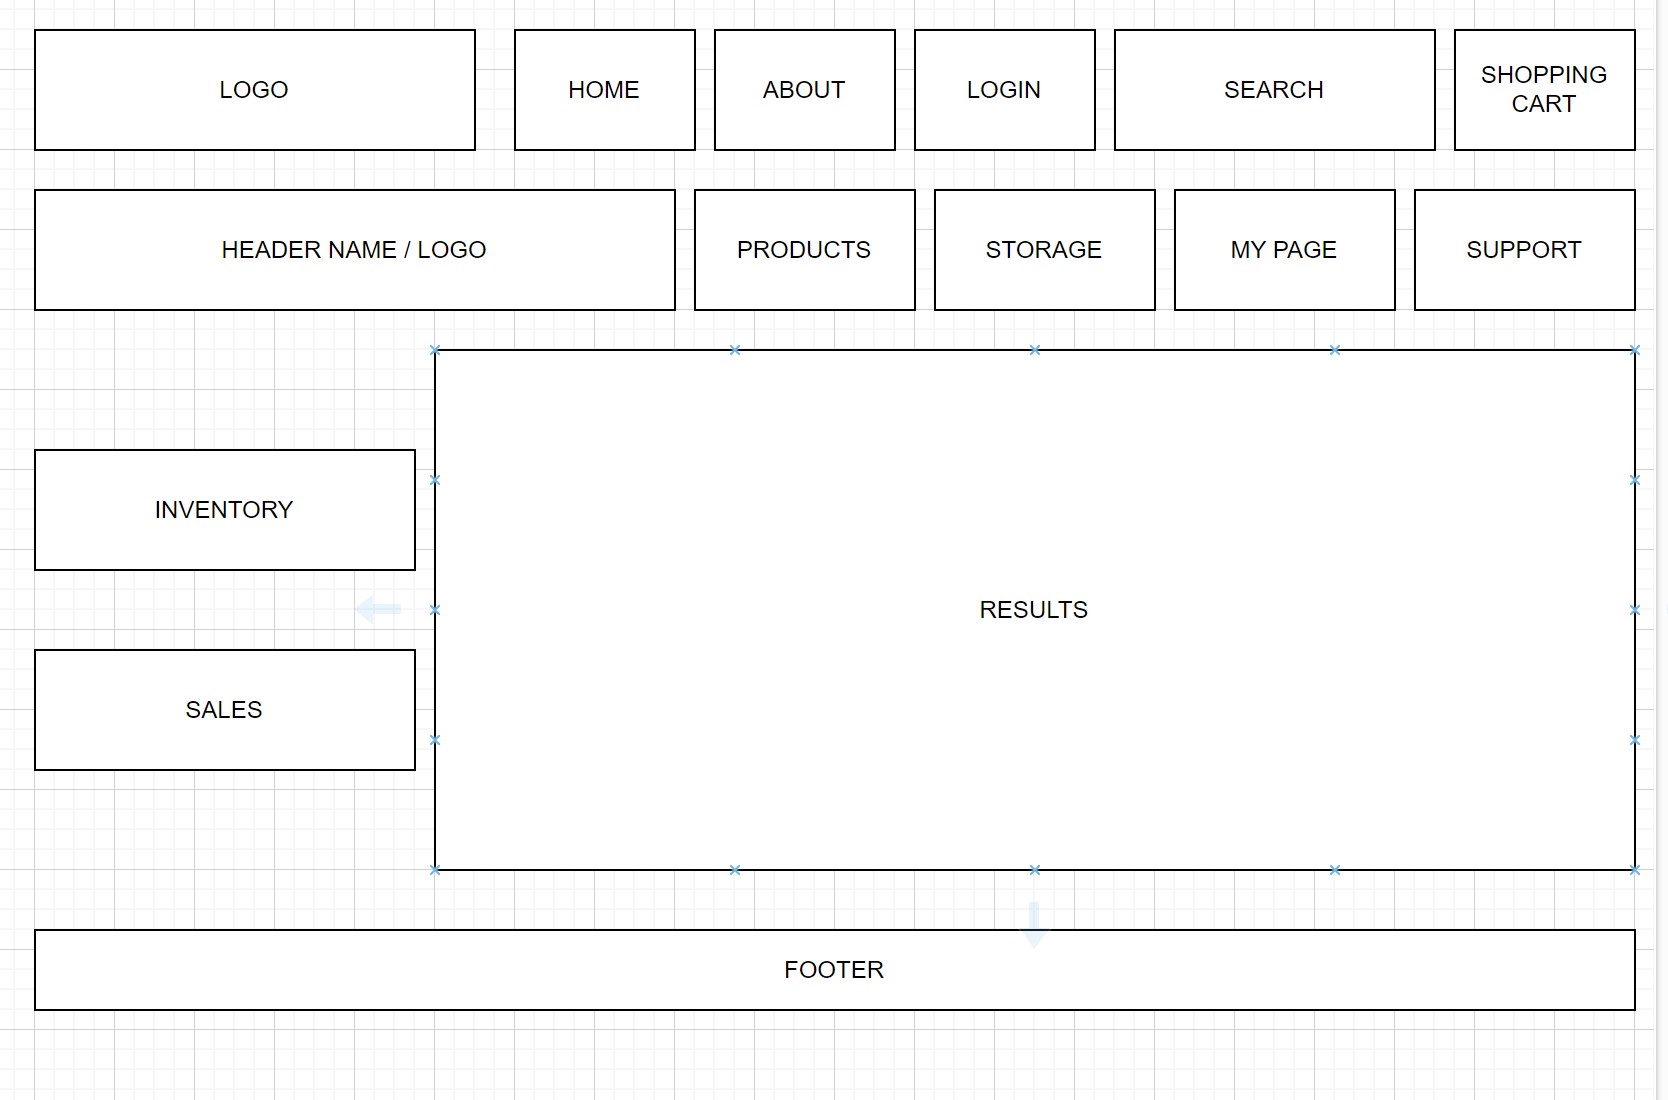 LOGO
HOME
ABOUT
LOGIN
SEARCH
SHOPPING
CART
HEADER NAME / LOGO
PRODUCTS
STORAGE
MY PAGE
SUPPORT
INVENTORY
RESULTS
SALES
FOOTER